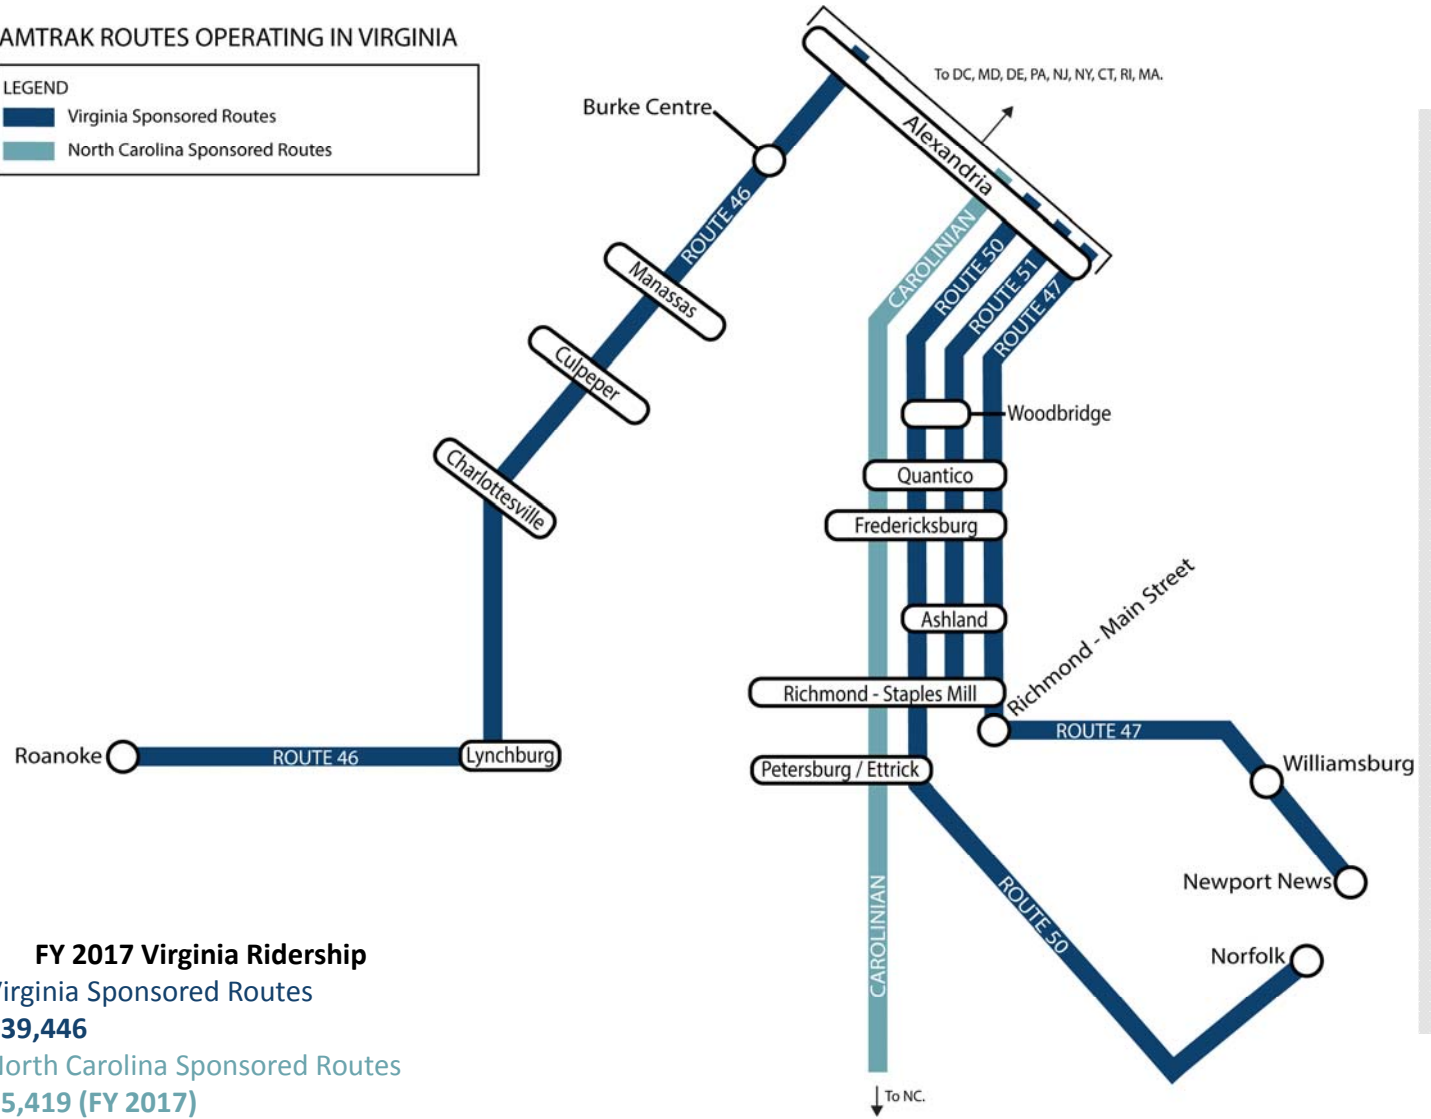 AMTRAK ROUTES OPERATING IN VIRGINIA
LEGEND
Virginia Sponsored Routes
North Carolina Sponsored Routes
To DC, MD, DE, PA, NJ, NY, CT, RI, MA.
Burke Centre
Alexandria
ROUTE 46
CAROLINIAN
ROUTE 50
ROUTE 51
ROUTE 47
Manassas
Culpeper
Woodbridge
Charlottesville
Quantico
Fredericksburg
Ashland
Richmond - Main Street
Richmond - Staples Mill
ROUTE 47
Roanoke
ROUTE 46
Lynchburg
Petersburg / Ettrick
Williamsburg
Newport News
CAROLINIAN
ROUTE 50
Norfolk
FY 2017 Virginia Ridership
Virginia Sponsored Routes
39,446
North Carolina Sponsored Routes
5,419 (FY 2017)
To NC.